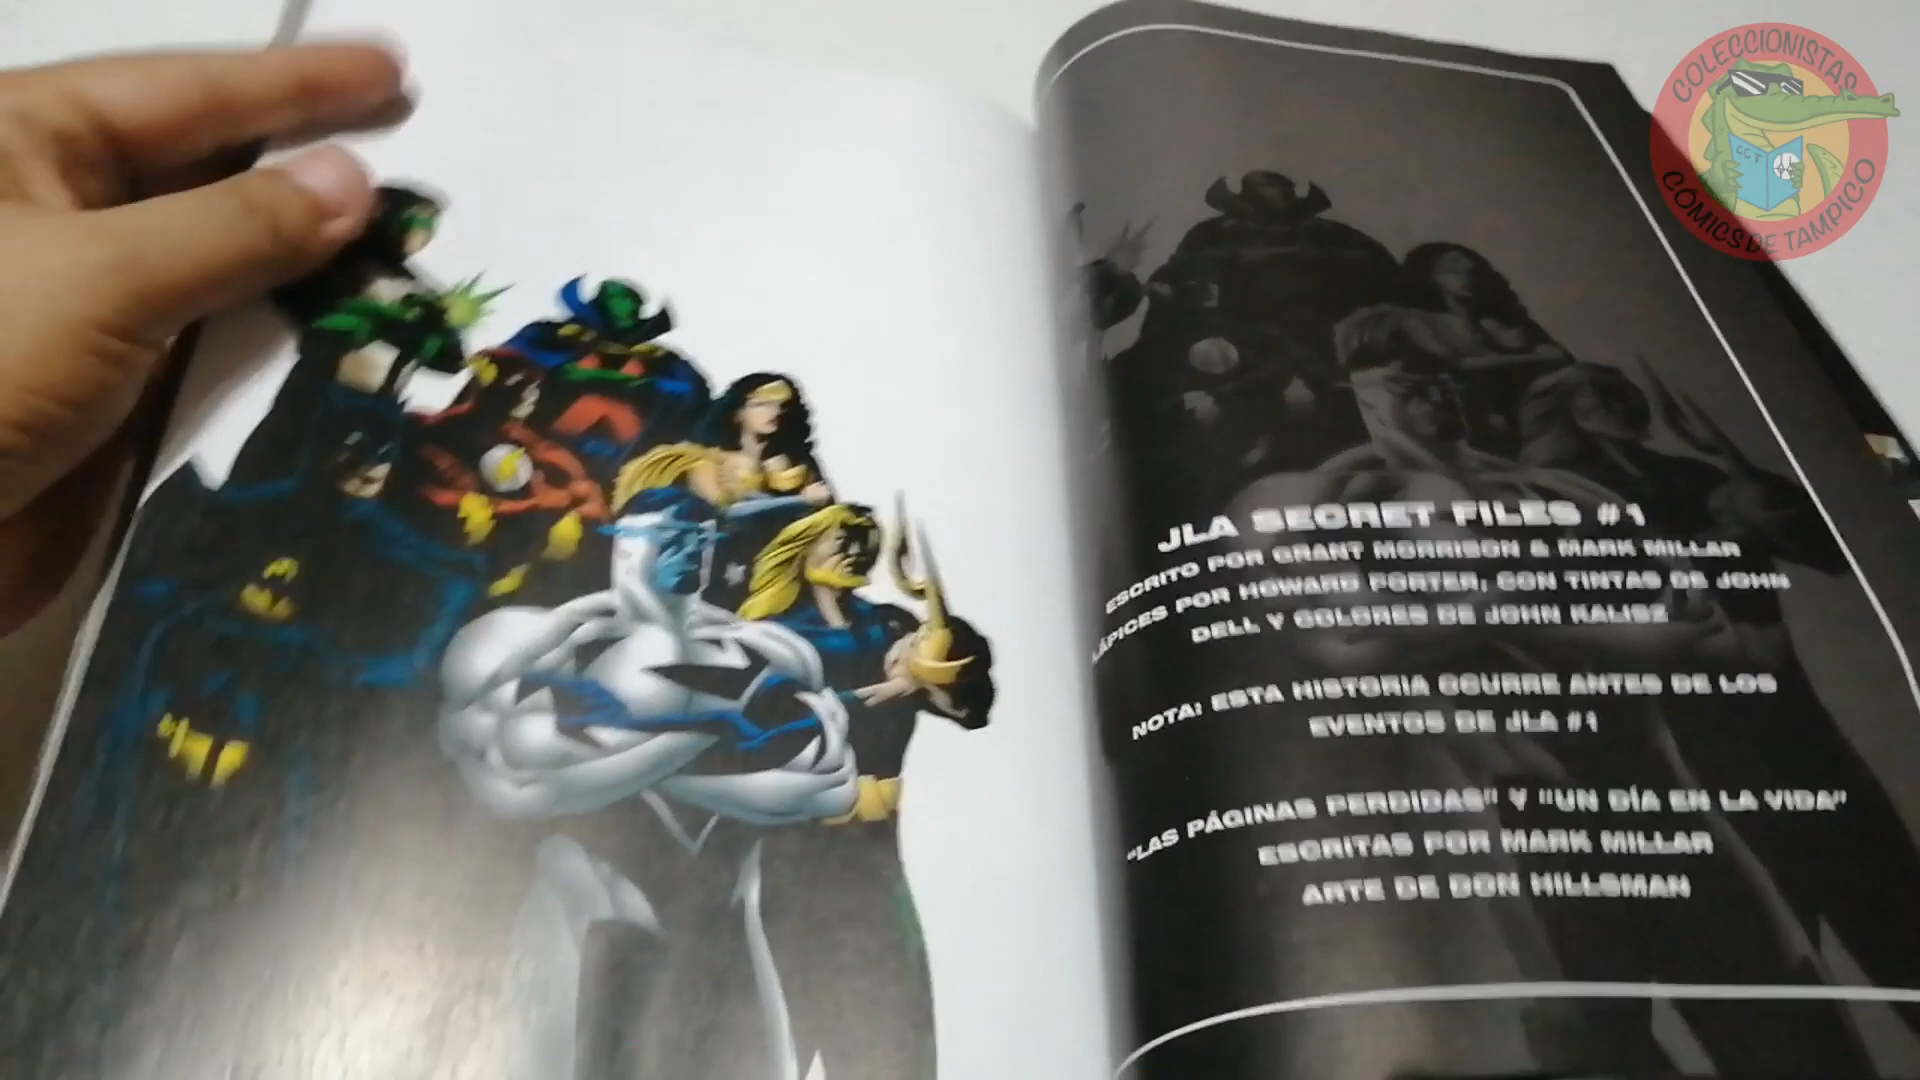 JLA SECRET FILES #1
ESCRITO POR GRANT MORRISON & MARK MILLAR
LÁPICES POR HOWARD PORTER, CON TINTAS DE JOHN
DELL Y COLORES DE JOHN KALISZ
NOTA: ESTA HISTORIA OCURRE ANTES DE LOS
EVENTOS DE JLA #1
"LAS PÁGINAS PERDIDAS" Y "UN DÍA EN LA VIDA"
ESCRITAS POR MARK MILLAR
ARTE DE DON HILLSMAN
COLECCIONISTAS
CCT
CÓMICS DE TAMPICO